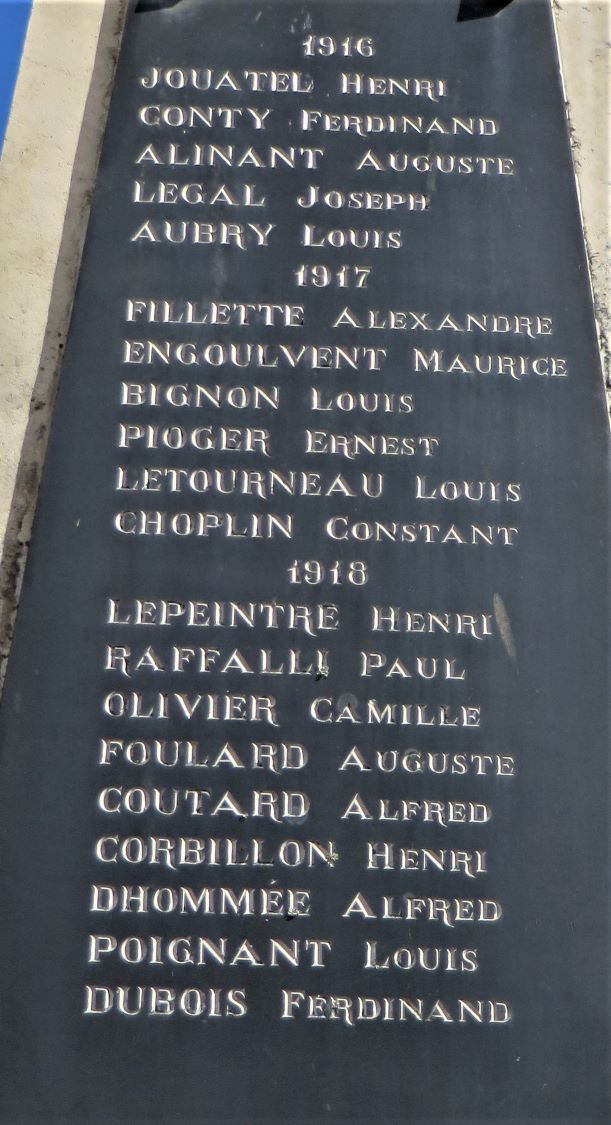 1916
JOUATEL HENRI
CONTY FERDINAND
ALINANT AUGUSTE
LEGAL JOSEPH
AUBRY LOUIS
1917
FILLETTE ALEXANDRE
ENGOULVENT MAURICE
BIGNON LOUIS
PIOGER ERNEST
LETOURNEAU LOUIS
CHOPLIN CONSTANT
1918
LEPEINTRE HENRI
RAFFALLI PAUL
OLIVIER CAMILLE
FOULARD AUGUSTE
COUTARD ALFRED
CORBILLON HENRI
DHOMMÉE ALFRED
POIGNANT LOUIS
DUBOIS FERDINAND